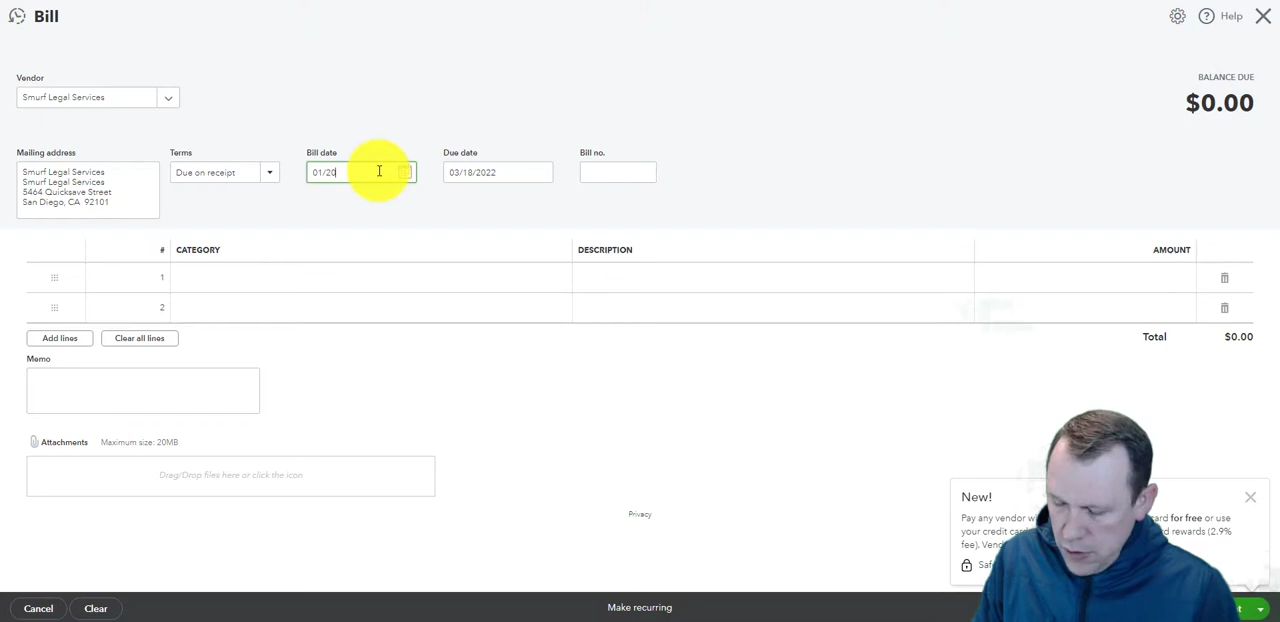 Bill
Help
Vendor
Smurf Legal Services
BALANCE DUE
$0.00
Mailing address
Smurf Legal Services
Smurf Legal Services
5464 Quicksave Street
San Diego, CA 92101
Terms
Due on receipt
Bill date
01/20
Due date
03/18/2022
Bill no.
# CATEGORY DESCRIPTION AMOUNT
1
2
Add lines
Clear all lines
Total $0.00
Memo
Attachments Maximum size: 20MB
Drag/Drop files here or click the icon
Privacy
New!
Pay any vendor card for free or use
your credit card rewards (2.9%
fee).
Cancel
Clear
Make recurring